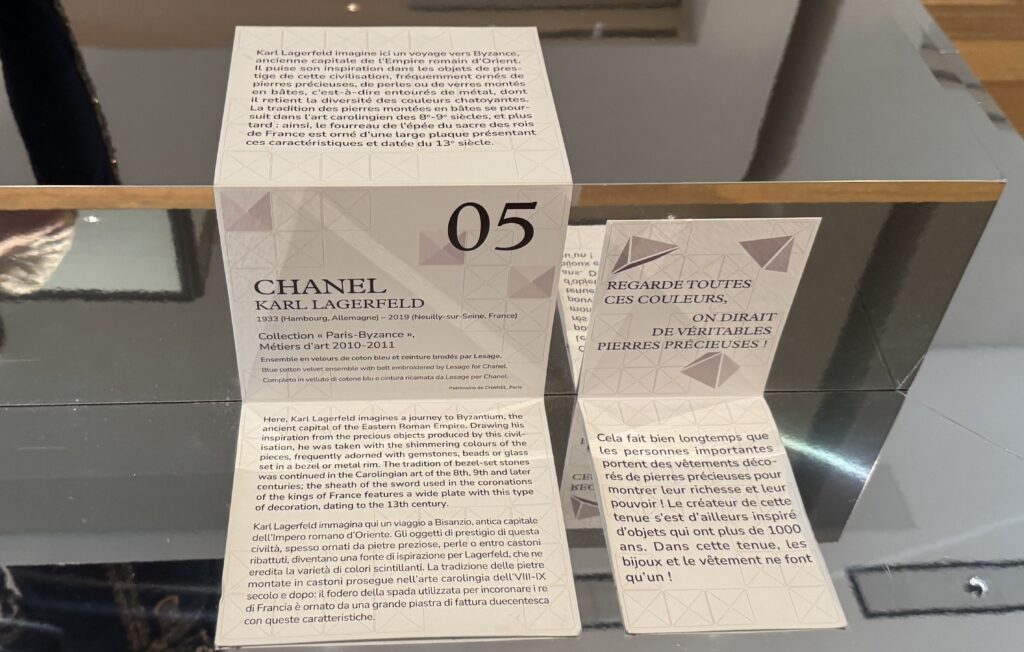 Karl Lagerfeld imagine ici un voyage vers Byzance,
ancienne capitale de l'Empire romain d'Orient.
Il puise son inspiration dans les objets de pres-
tige de cette civilisation, fréquemment ornés de
pierres précieuses, de perles ou de verres montés
en bâtes, c'est-à-dire entourés de métal, dont
il retient la diversité des couleurs chatoyantes.
La tradition des pierres montées en bâtes se pour-
suit dans l'art carolingien des 8e-9e siècles, et plus
tard : ainsi, le fourreau de l'épée du sacre des rois
de France est orné d'une large plaque présentant
ces caractéristiques et datée du 13e siècle.
05
CHANEL
KARL LAGERFELD
1933 (Hambourg, Allemagne) – 2019 (Neuilly-sur-Seine, France)
Collection « Paris-Byzance »,
Métiers d'art 2010-2011
Ensemble en velours de coton bleu et ceinture brodés par Lesage.
Blue cotton velvet ensemble with belt embroidered by Lesage for Chanel.
Completo in velluto di cotone blu e cintura ricamata da Lesage per Chanel.
Patrimoine de CHANEL, Paris
Here, Karl Lagerfeld imagines a journey to Byzantium, the
ancient capital of the Eastern Roman Empire. Drawing his
inspiration from the precious objects produced by this civil-
isation, he was taken with the shimmering colours of the
pieces, frequently adorned with gemstones, beads or glass
set in a bezel or metal rim. The tradition of bezel-set stones
was continued in the Carolingian art of the 8th, 9th and later
centuries; the sheath of the sword used in the coronations
of the kings of France features a wide plate with this type
of decoration, dating to the 13th century.
Karl Lagerfeld immagina qui un viaggio a Bisanzio, antica capitale
dell'Impero romano d'Oriente. Gli oggetti di prestigio di questa
civiltà, spesso ornati da pietre preziose, perle o entro castoni
ribattuti, diventano una fonte di ispirazione per Lagerfeld, che ne
eredita la varietà di colori scintillanti. La tradizione delle pietre
montate in castoni prosegue nell'arte carolingia dell'VIII-IX
secolo e dopo: il fodero della spada utilizzata per incoronare i re
di Francia è ornato da una grande piastra di fattura duecentesca
con queste caratteristiche.
REGARDE TOUTES
CES COULEURS,
ON DIRAIT
DE VÉRITABLES
PIERRES PRÉCIEUSES !
Cela fait bien longtemps que
les personnes importantes
portent des vêtements déco-
rés de pierres précieuses pour
montrer leur richesse et leur
pouvoir ! Le créateur de cette
tenue s'est d'ailleurs inspiré
d'objets qui ont plus de 1000
ans. Dans cette tenue, les
bijoux et le vêtement ne font
qu'un !